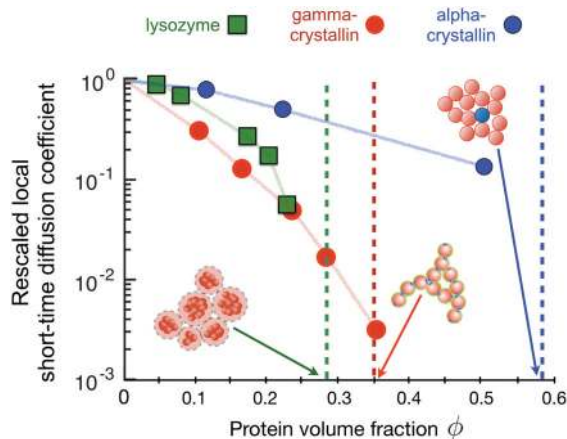 lysozyme
gamma-
crystallin
alpha-
crystallin
Rescaled local
short-time diffusion coefficient
10⁰
10⁻¹
10⁻²
10⁻³
0 0.1 0.2 0.3 0.4 0.5 0.6
Protein volume fraction ϕ